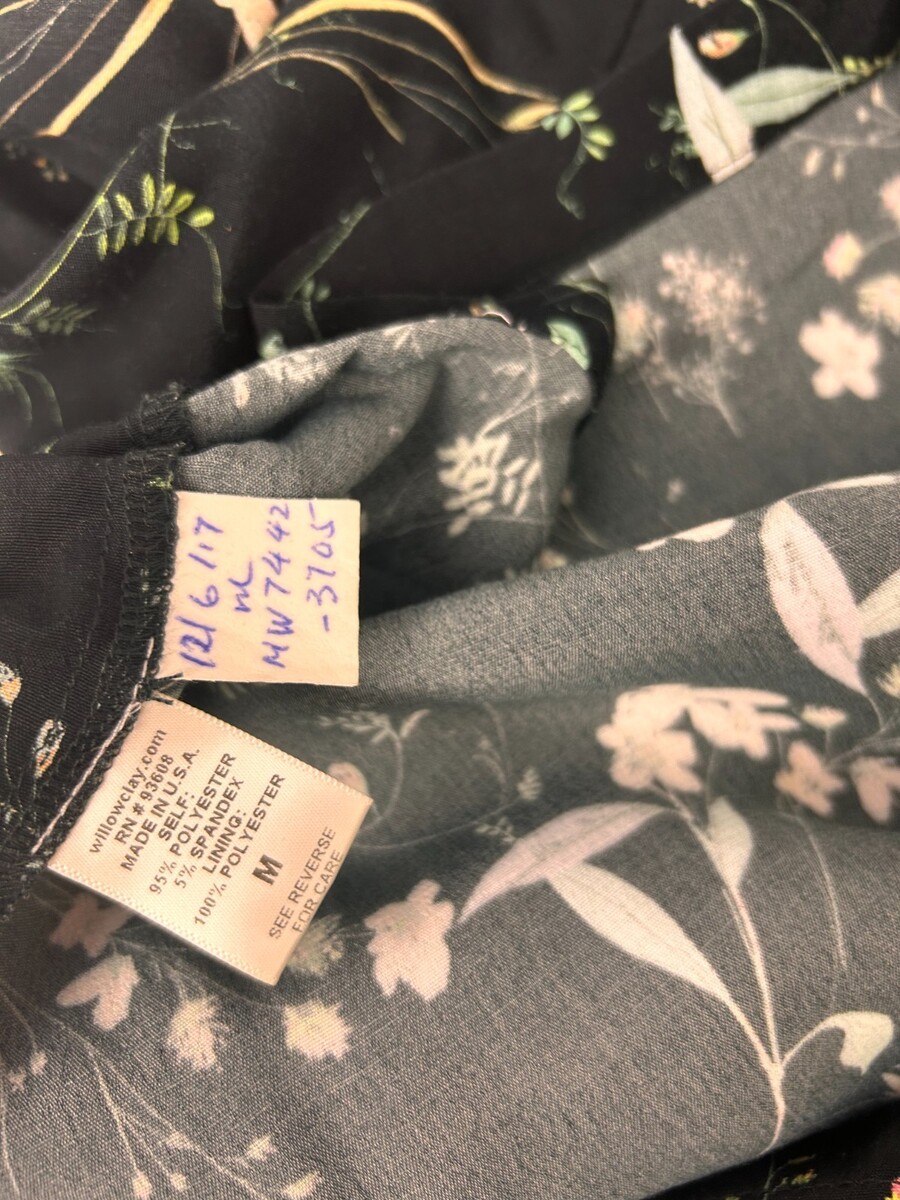 12/6/17
M
MW7442
-3705
willowclay.com
RN # 93608
MADE IN U.S.A.
SELF:
95% POLYESTER
5% SPANDEX
LINING:
100% POLYESTER
M
SEE REVERSE
FOR CARE